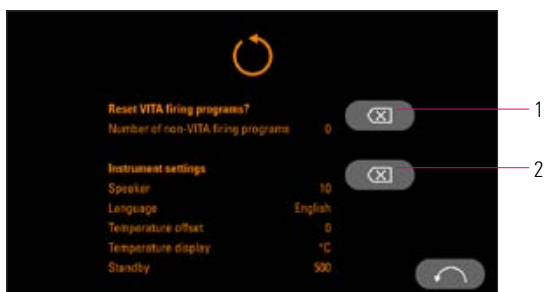 Reset VITA firing programs?
Number of non-VITA firing programs 0
1
Instrument settings
2
Speaker 10
Language English
Temperature offset 0
Temperature display °C
Standby 500